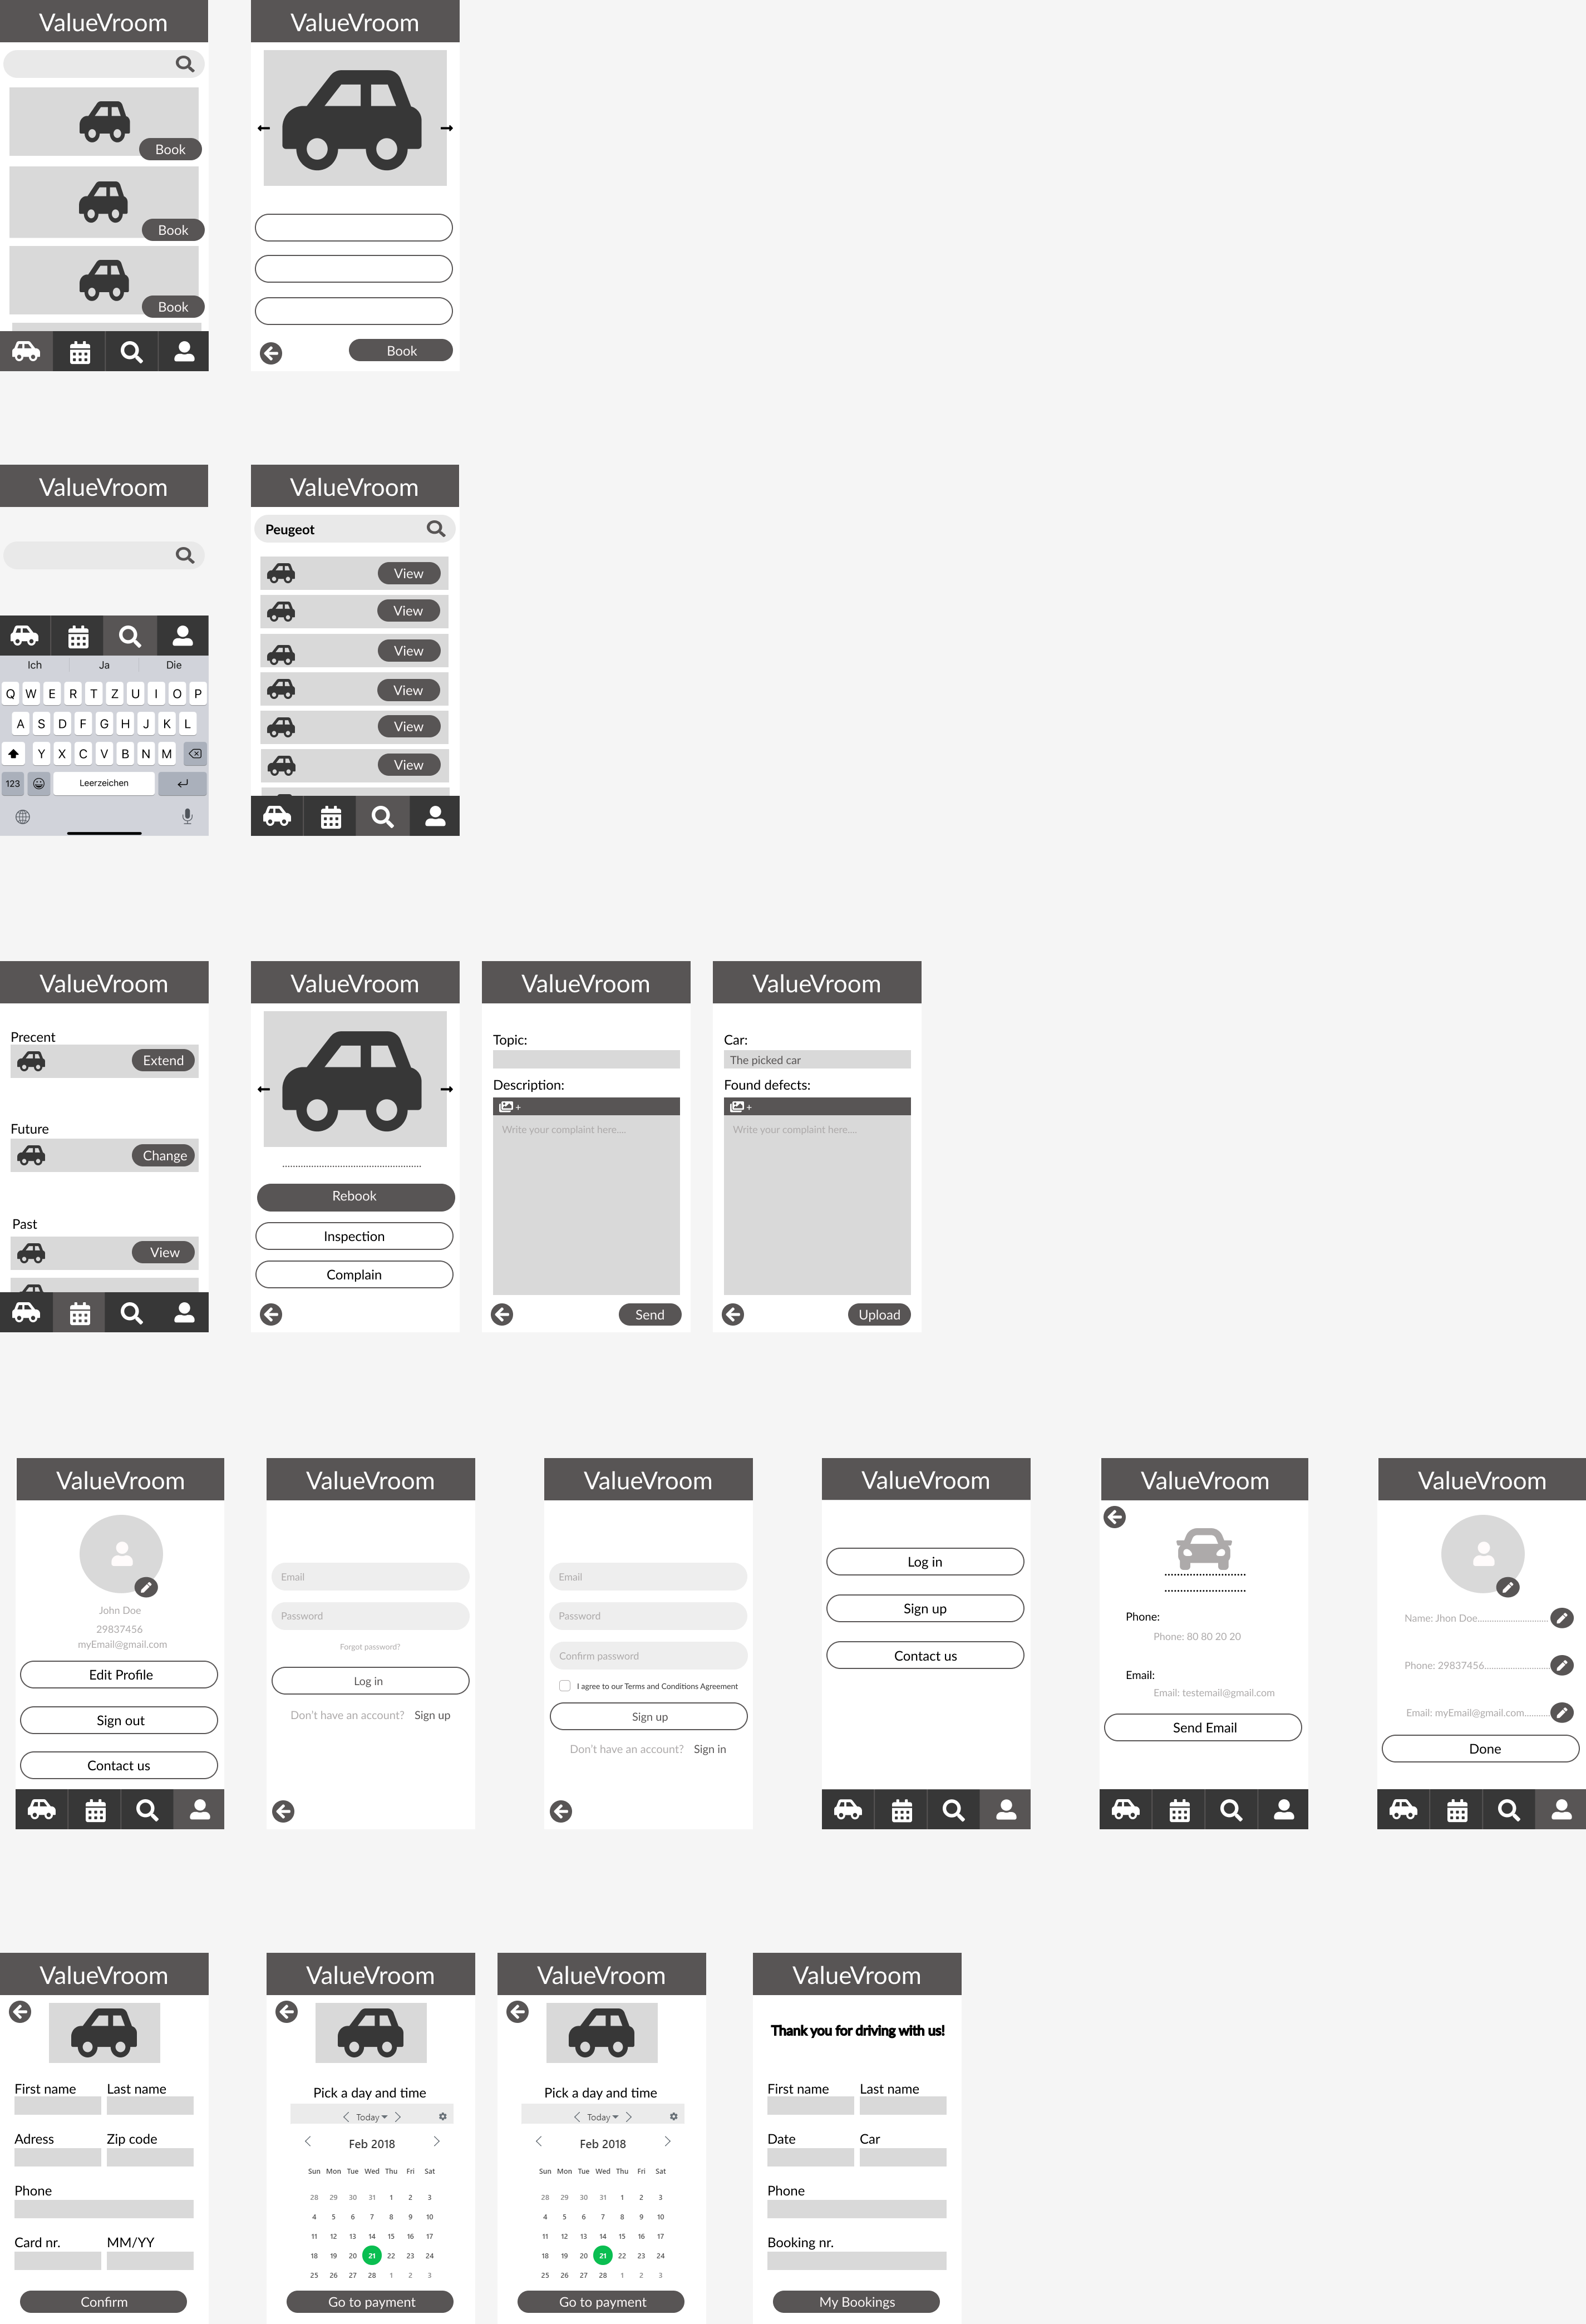 ValueVroom
Book
Book
Book
ValueVroom
Book
ValueVroom
Ich Ja Die
Q W E R T Z U I O P
A S D F G H J K L
Y X C V B N M
123 Leerzeichen
ValueVroom
Peugeot
View
View
View
View
View
View
ValueVroom
Precent
Extend
Future
Change
Past
View
ValueVroom
Rebook
Inspection
Complain
ValueVroom
Topic:
Description:
+
Write your complaint here....
Send
ValueVroom
Car:
The picked car
Found defects:
+
Write your complaint here....
Upload
ValueVroom
John Doe
29837456
myEmail@gmail.com
Edit Profile
Sign out
Contact us
ValueVroom
Email
Password
Forgot password?
Log in
Don't have an account? Sign up
ValueVroom
Email
Password
Confirm password
I agree to our Terms and Conditions Agreement
Sign up
Don't have an account? Sign in
ValueVroom
Log in
Sign up
Contact us
ValueVroom
Phone:
Phone: 80 80 20 20
Email:
Email: testemail@gmail.com
Send Email
ValueVroom
Name: Jhon Doe............................
Phone: 29837456..........................
Email: myEmail@gmail.com..........
Done
ValueVroom
First name Last name
Adress Zip code
Phone
Card nr. MM/YY
Confirm
ValueVroom
Pick a day and time
Today
Feb 2018
Sun Mon Tue Wed Thu Fri Sat
28 29 30 31 1 2 3
4 5 6 7 8 9 10
11 12 13 14 15 16 17
18 19 20 21 22 23 24
25 26 27 28 1 2 3
Go to payment
ValueVroom
Pick a day and time
Today
Feb 2018
Sun Mon Tue Wed Thu Fri Sat
28 29 30 31 1 2 3
4 5 6 7 8 9 10
11 12 13 14 15 16 17
18 19 20 21 22 23 24
25 26 27 28 1 2 3
Go to payment
ValueVroom
Thank you for driving with us!
First name Last name
Date Car
Phone
Booking nr.
My Bookings